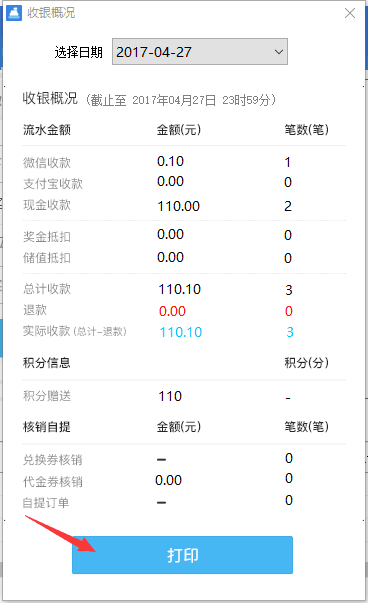 收银概况
选择日期 2017-04-27
收银概况 (截止至 2017年04月27日 23时59分)
流水金额 金额(元) 笔数(笔)
微信收款 0.10 1
支付宝收款 0.00 0
现金收款 110.00 2
奖金抵扣 0.00 0
储值抵扣 0.00 0
总计收款 110.10 3
退款 0.00 0
实际收款 (总计-退款) 110.10 3
积分信息 积分(分)
积分赠送 110 -
核销自提 金额(元) 笔数(笔)
兑换券核销 – 0
代金券核销 0.00 0
自提订单 – 0
打印